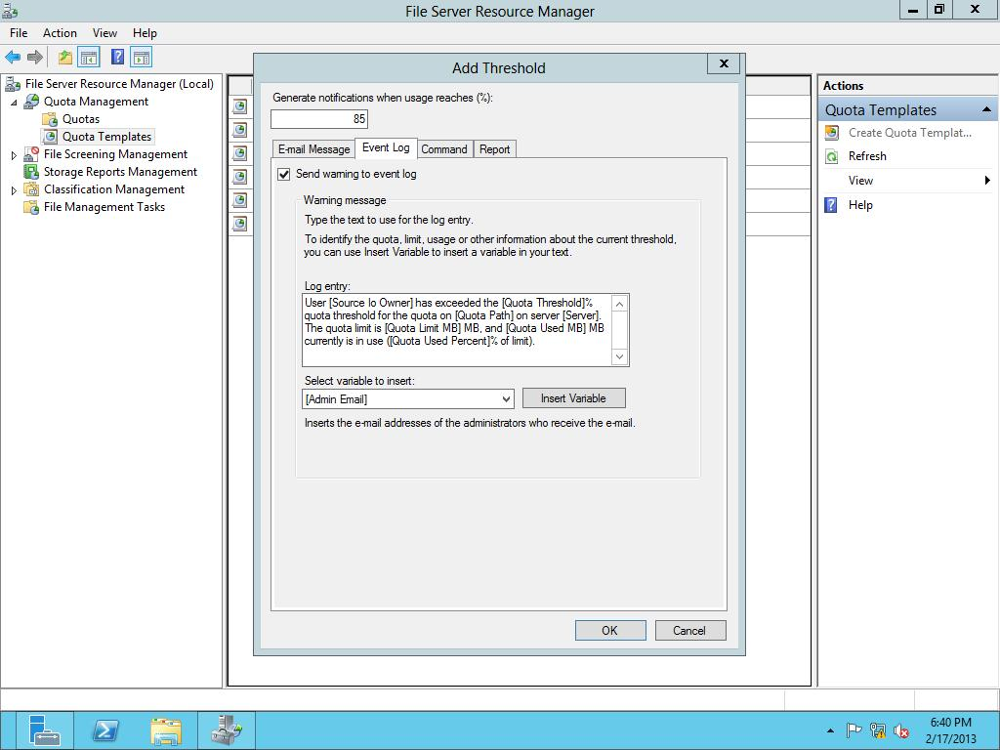 File Server Resource Manager
File Action View Help
File Server Resource Manager (Local)
Quota Management
Quotas
Quota Templates
File Screening Management
Storage Reports Management
Classification Management
File Management Tasks
Add Threshold
Generate notifications when usage reaches (%):
85
E-mail Message Event Log Command Report
Send warning to event log
Warning message
Type the text to use for the log entry.
To identify the quota, limit, usage or other information about the current threshold,
you can use Insert Variable to insert a variable in your text.
Log entry:
User [Source Io Owner] has exceeded the [Quota Threshold]%
quota threshold for the quota on [Quota Path] on server [Server].
The quota limit is [Quota Limit MB] MB, and [Quota Used MB] MB
currently is in use ([Quota Used Percent]% of limit).
Select variable to insert:
[Admin Email] Insert Variable
Inserts the e-mail addresses of the administrators who receive the e-mail.
OK Cancel
Actions
Quota Templates
Create Quota Templat...
Refresh
View
Help
6:40 PM
2/17/2013